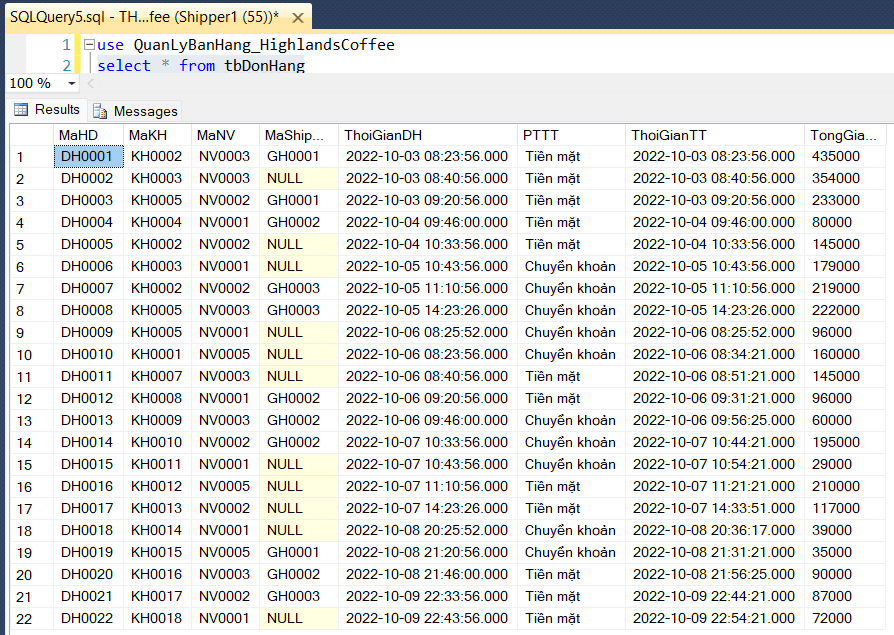 SQLQuery5.sql - TH...fee (Shipper1 (55))* ×
1 use QuanLyBanHang_HighlandsCoffee
2 select * from tbDonHang
100 %
Results Messages
MaHD MaKH MaNV MaShip... ThoiGianDH PTTT ThoiGianTT TongGia...
1 DH0001 KH0002 NV0003 GH0001 2022-10-03 08:23:56.000 Tiền mặt 2022-10-03 08:23:56.000 435000
2 DH0002 KH0003 NV0003 NULL 2022-10-03 08:40:56.000 Tiền mặt 2022-10-03 08:40:56.000 354000
3 DH0003 KH0005 NV0002 GH0001 2022-10-03 09:20:56.000 Tiền mặt 2022-10-03 09:20:56.000 233000
4 DH0004 KH0004 NV0001 GH0002 2022-10-04 09:46:00.000 Tiền mặt 2022-10-04 09:46:00.000 80000
5 DH0005 KH0002 NV0002 NULL 2022-10-04 10:33:56.000 Tiền mặt 2022-10-04 10:33:56.000 145000
6 DH0006 KH0003 NV0001 NULL 2022-10-05 10:43:56.000 Chuyển khoản 2022-10-05 10:43:56.000 179000
7 DH0007 KH0002 NV0002 GH0003 2022-10-05 11:10:56.000 Chuyển khoản 2022-10-05 11:10:56.000 219000
8 DH0008 KH0005 NV0003 GH0003 2022-10-05 14:23:26.000 Chuyển khoản 2022-10-05 14:23:26.000 222000
9 DH0009 KH0005 NV0001 NULL 2022-10-06 08:25:52.000 Chuyển khoản 2022-10-06 08:25:52.000 96000
10 DH0010 KH0001 NV0005 NULL 2022-10-06 08:23:56.000 Chuyển khoản 2022-10-06 08:34:21.000 160000
11 DH0011 KH0007 NV0003 NULL 2022-10-06 08:40:56.000 Tiền mặt 2022-10-06 08:51:21.000 145000
12 DH0012 KH0008 NV0001 GH0002 2022-10-06 09:20:56.000 Tiền mặt 2022-10-06 09:31:21.000 96000
13 DH0013 KH0009 NV0003 GH0002 2022-10-06 09:46:00.000 Chuyển khoản 2022-10-06 09:56:25.000 60000
14 DH0014 KH0010 NV0002 GH0002 2022-10-07 10:33:56.000 Chuyển khoản 2022-10-07 10:44:21.000 195000
15 DH0015 KH0011 NV0001 NULL 2022-10-07 10:43:56.000 Chuyển khoản 2022-10-07 10:54:21.000 29000
16 DH0016 KH0012 NV0005 NULL 2022-10-07 11:10:56.000 Tiền mặt 2022-10-07 11:21:21.000 210000
17 DH0017 KH0013 NV0002 NULL 2022-10-07 14:23:26.000 Tiền mặt 2022-10-07 14:33:51.000 117000
18 DH0018 KH0014 NV0001 NULL 2022-10-08 20:25:52.000 Chuyển khoản 2022-10-08 20:36:17.000 39000
19 DH0019 KH0015 NV0005 GH0001 2022-10-08 21:20:56.000 Chuyển khoản 2022-10-08 21:31:21.000 35000
20 DH0020 KH0016 NV0003 GH0002 2022-10-08 21:46:00.000 Tiền mặt 2022-10-08 21:56:25.000 90000
21 DH0021 KH0017 NV0002 GH0003 2022-10-09 22:33:56.000 Tiền mặt 2022-10-09 22:44:21.000 87000
22 DH0022 KH0018 NV0001 NULL 2022-10-09 22:43:56.000 Tiền mặt 2022-10-09 22:54:21.000 72000